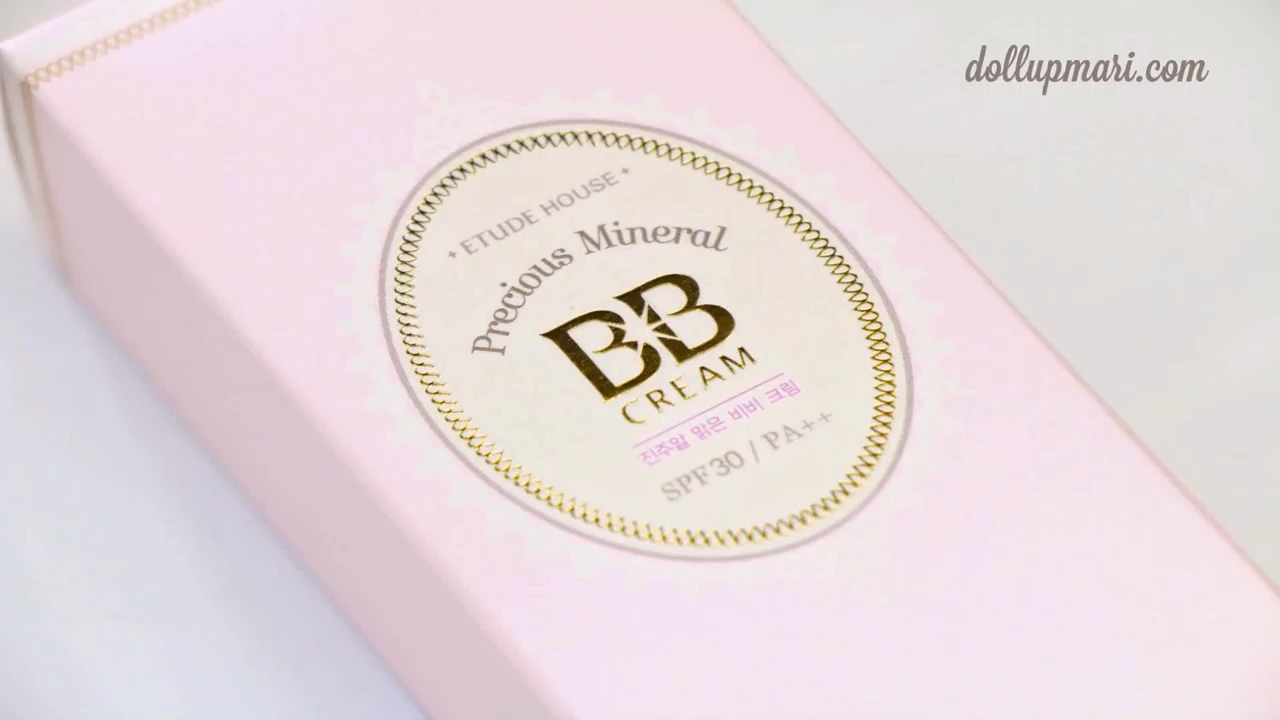 dollupmari.com
ETUDE HOUSE
Precious Mineral
BB
CREAM
진주알 맑은 비비 크림
SPF30 / PA++